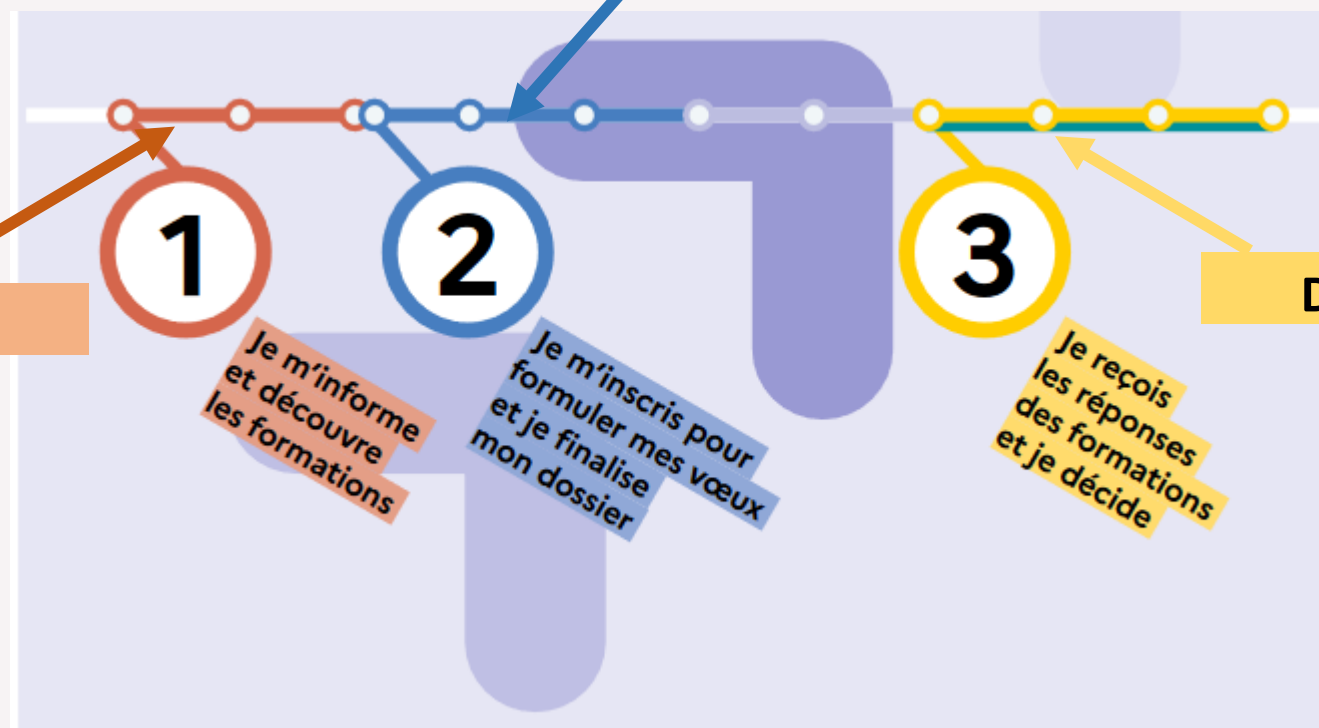 1
Je m'informe
et découvre
les formations
2
Je m'inscris pour
formuler mes vœux
et je finalise
mon dossier
3
Je reçois
les réponses
des formations
et je décide